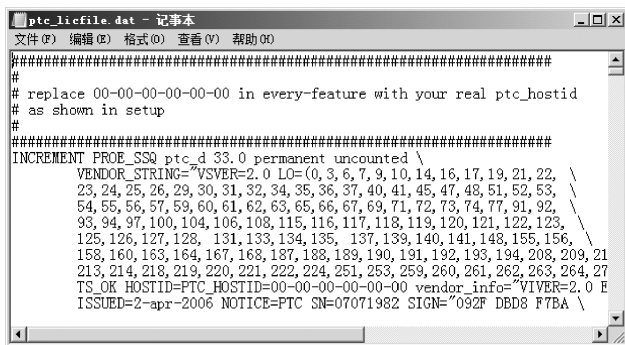 ptc_licfile.dat - 记事本
文件(F) 编辑(E) 格式(O) 查看(V) 帮助(H)
###################################################################
#
# replace 00-00-00-00-00-00 in every-feature with your real ptc_hostid
# as shown in setup
#
###################################################################
INCREMENT PROE_SSQ ptc_d 33.0 permanent uncounted \
VENDOR_STRING="VSVER=2.0 LO=(0,3,6,7,9,10,14,16,17,19,21,22, \
23,24,25,26,29,30,31,32,34,35,36,37,40,41,45,47,48,51,52,53, \
54,55,56,57,59,60,61,62,63,65,66,67,69,71,72,73,74,77,91,92, \
93,94,97,100,104,106,108,115,116,117,118,119,120,121,122,123, \
125,126,127,128, 131,133,134,135, 137,139,140,141,148,155,156, \
158,160,163,164,167,168,187,188,189,190,191,192,193,194,208,209,21
213,214,218,219,220,221,222,224,251,253,259,260,261,262,263,264,27
TS_OK HOSTID=PTC_HOSTID=00-00-00-00-00-00 vendor_info="VIVER=2.0 E
ISSUED=2-apr-2006 NOTICE=PTC SN=07071982 SIGN="092F DBD8 F7BA \